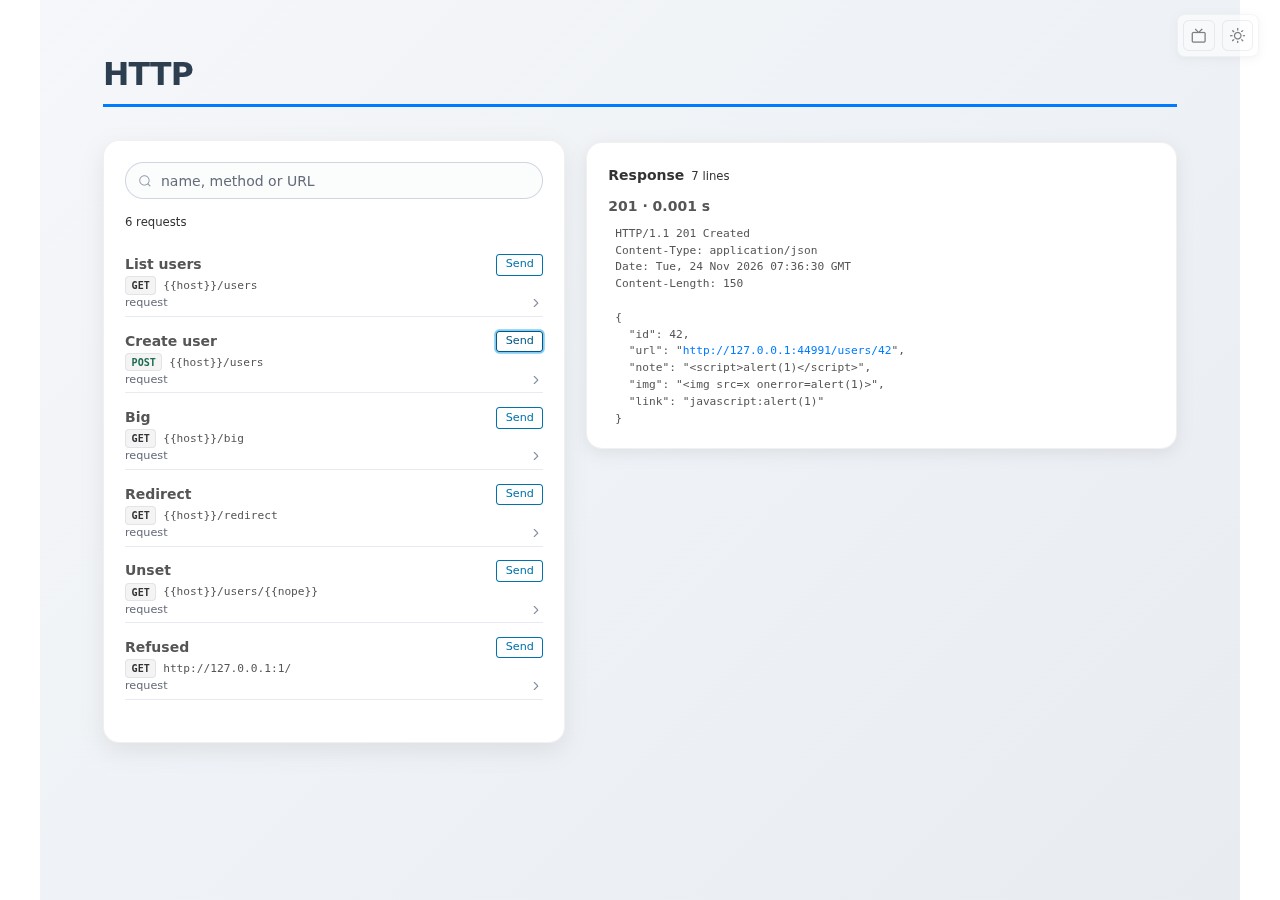 HTTP
name, method or URL
6 requests
List users
Send
GET {{host}}/users
request
Create user
Send
POST {{host}}/users
request
Big
Send
GET {{host}}/big
request
Redirect
Send
GET {{host}}/redirect
request
Unset
Send
GET {{host}}/users/{{nope}}
request
Refused
Send
GET http://127.0.0.1:1/
request
Response 7 lines
201 · 0.001 s
HTTP/1.1 201 Created
Content-Type: application/json
Date: Tue, 24 Nov 2026 07:36:30 GMT
Content-Length: 150
{
"id": 42,
"url": "http://127.0.0.1:44991/users/42",
"note": "<script>alert(1)</script>",
"img": "<img src=x onerror=alert(1)>",
"link": "javascript:alert(1)"
}